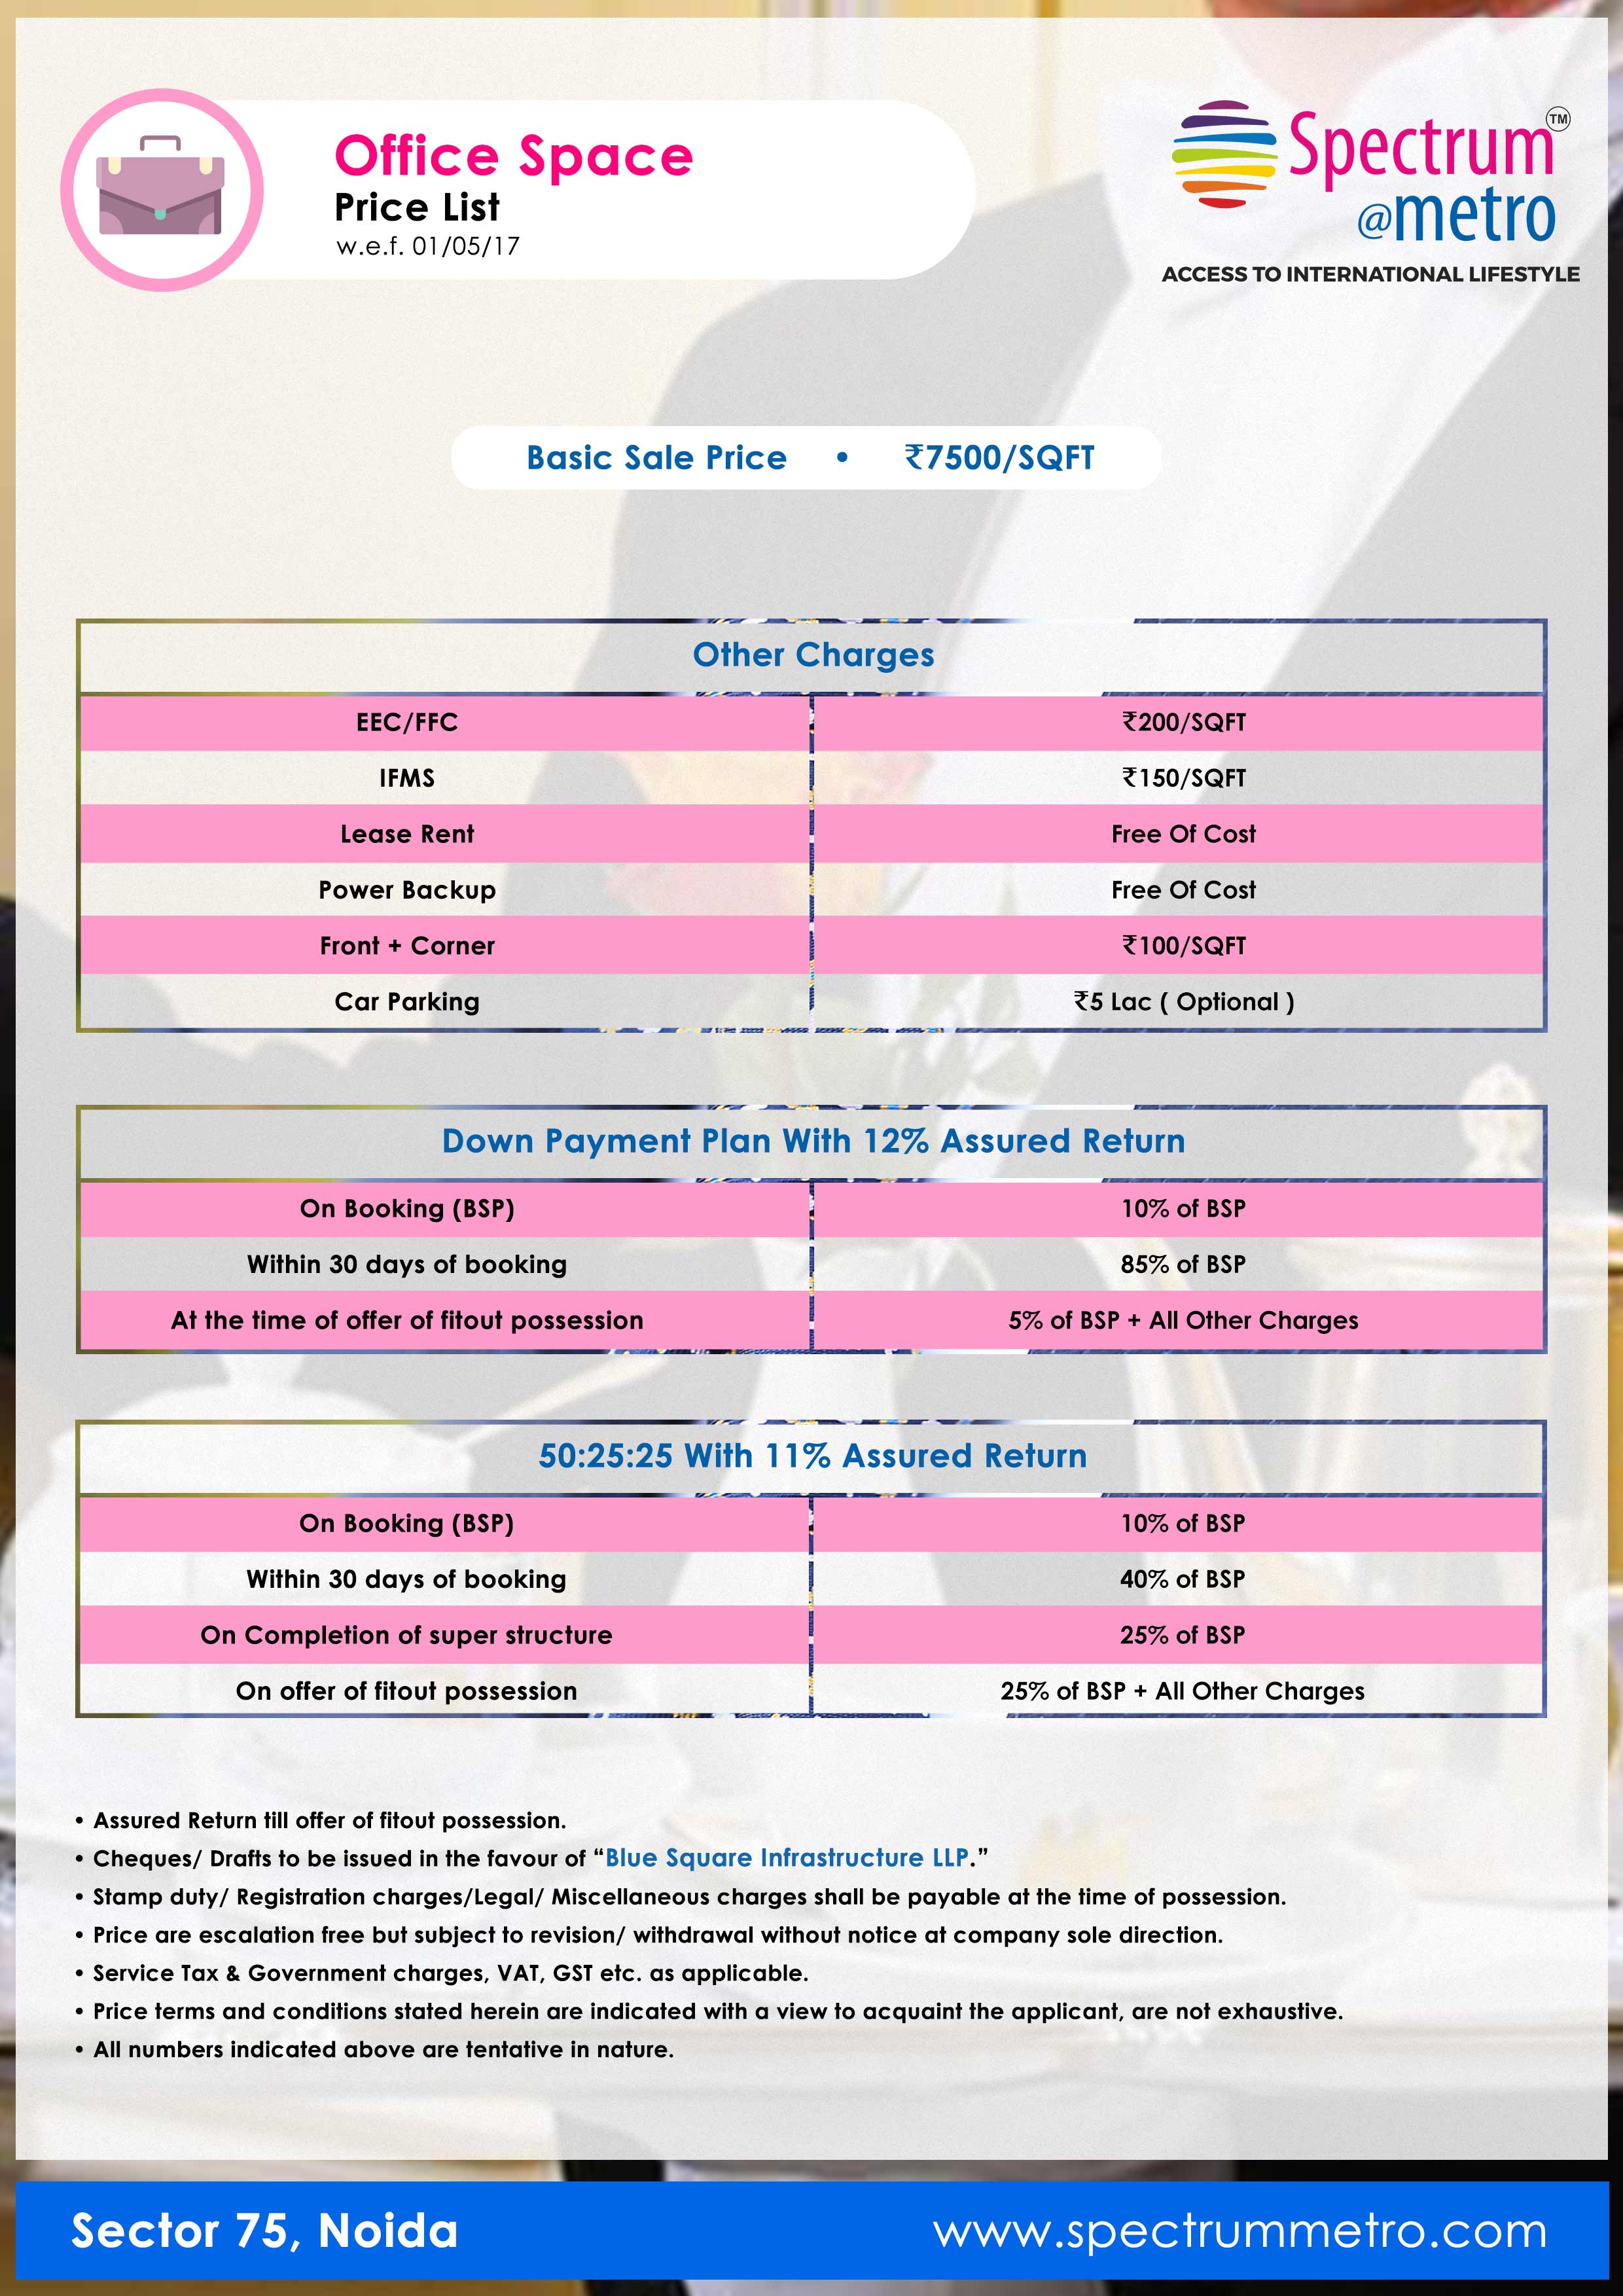 Office Space
Price List
w.e.f. 01/05/17
Spectrum TM
@metro
ACCESS TO INTERNATIONAL LIFESTYLE
Basic Sale Price • ₹7500/SQFT
Other Charges
EEC/FFC ₹200/SQFT
IFMS ₹150/SQFT
Lease Rent Free Of Cost
Power Backup Free Of Cost
Front + Corner ₹100/SQFT
Car Parking ₹5 Lac ( Optional )
Down Payment Plan With 12% Assured Return
On Booking (BSP) 10% of BSP
Within 30 days of booking 85% of BSP
At the time of offer of fitout possession 5% of BSP + All Other Charges
50:25:25 With 11% Assured Return
On Booking (BSP) 10% of BSP
Within 30 days of booking 40% of BSP
On Completion of super structure 25% of BSP
On offer of fitout possession 25% of BSP + All Other Charges
• Assured Return till offer of fitout possession.
• Cheques/ Drafts to be issued in the favour of “Blue Square Infrastructure LLP.”
• Stamp duty/ Registration charges/Legal/ Miscellaneous charges shall be payable at the time of possession.
• Price are escalation free but subject to revision/ withdrawal without notice at company sole direction.
• Service Tax & Government charges, VAT, GST etc. as applicable.
• Price terms and conditions stated herein are indicated with a view to acquaint the applicant, are not exhaustive.
• All numbers indicated above are tentative in nature.
Sector 75, Noida www.spectrummetro.com